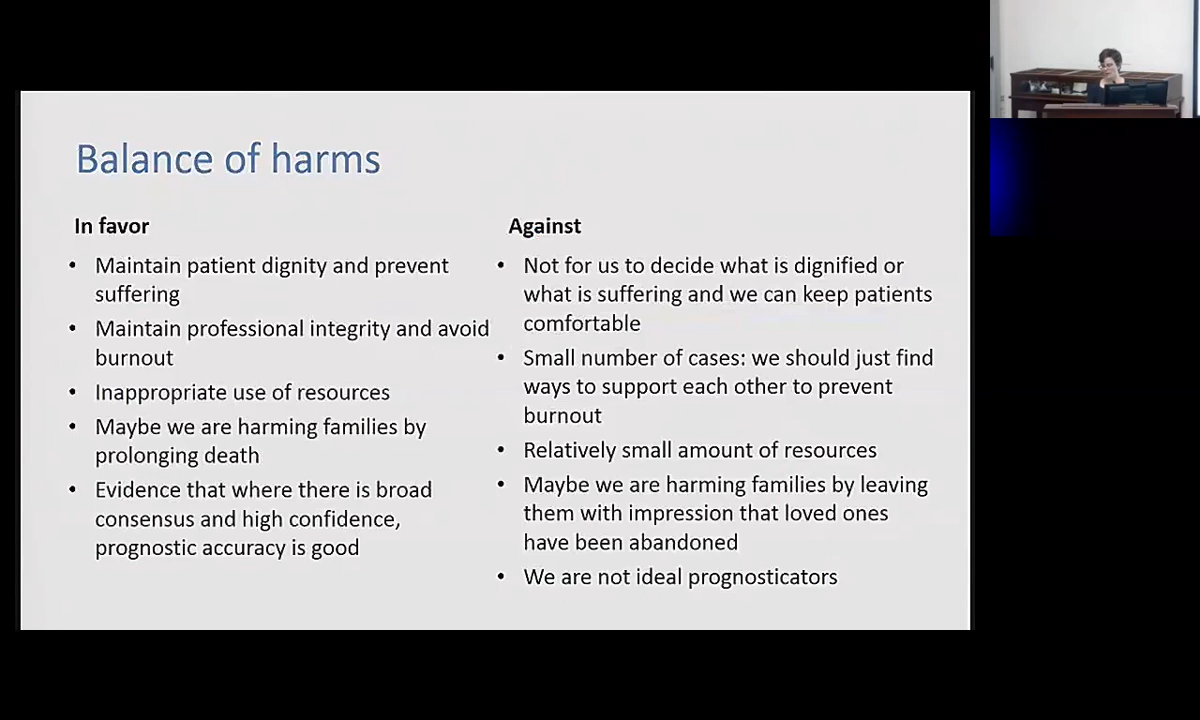 Balance of harms
In favor
• Maintain patient dignity and prevent
suffering
• Maintain professional integrity and avoid
burnout
• Inappropriate use of resources
• Maybe we are harming families by
prolonging death
• Evidence that where there is broad
consensus and high confidence,
prognostic accuracy is good
Against
• Not for us to decide what is dignified or
what is suffering and we can keep patients
comfortable
• Small number of cases: we should just find
ways to support each other to prevent
burnout
• Relatively small amount of resources
• Maybe we are harming families by leaving
them with impression that loved ones
have been abandoned
• We are not ideal prognosticators